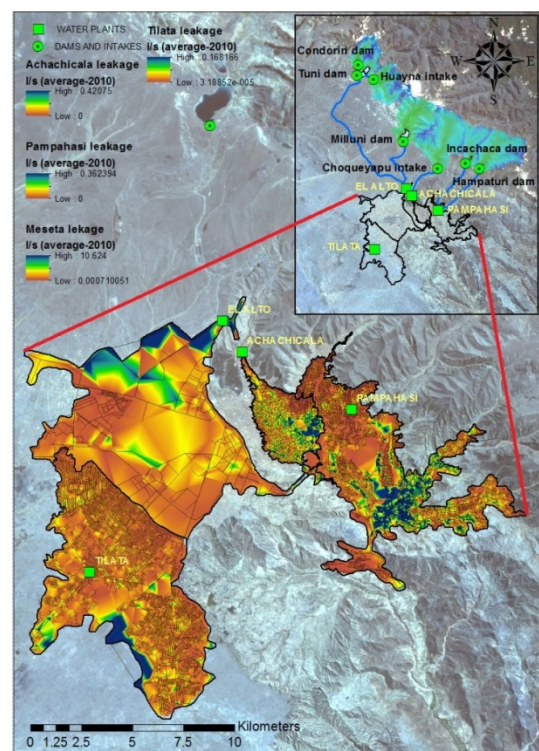 WATER PLANTS
DAMS AND INTAKES
Achachicala leakage
l/s (average-2010)
High : 0.42075
Low : 0
Pampahasi leakage
l/s (average-2010)
High : 0.362394
Low : 0
Meseta lekage
l/s (average-2010)
High : 10.624
Low : 0.000710051
Tilata leakage
l/s (average-2010)
High : 0.168166
Low : 3.18852e-005
N
W
E
S
Condoriri dam
Tuni dam
Huayna intake
Milluni dam
Incachaca dam
Choqueyapu intake
Hampaturi dam
EL ALTO
ACHACHICALA
PAMPAHASI
TILATA
EL ALTO
ACHACHICALA
PAMPAHASI
TILATA
Kilometers
0 1.25 2.5 5 7.5 10